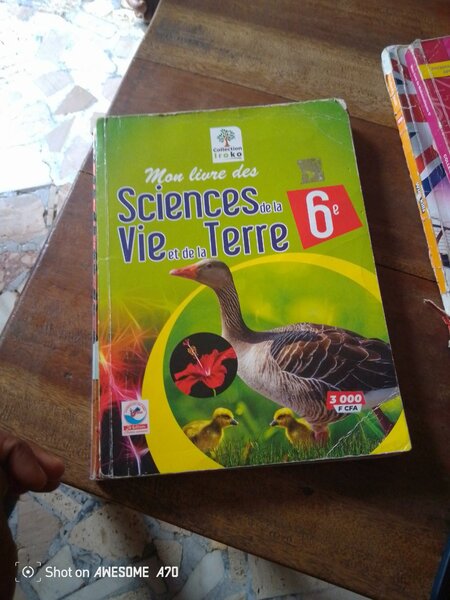 Collection
Iroko
Mon livre des
Sciences de la
Vie et de la Terre
6e
3 000
F CFA
Shot on AWESOME A70